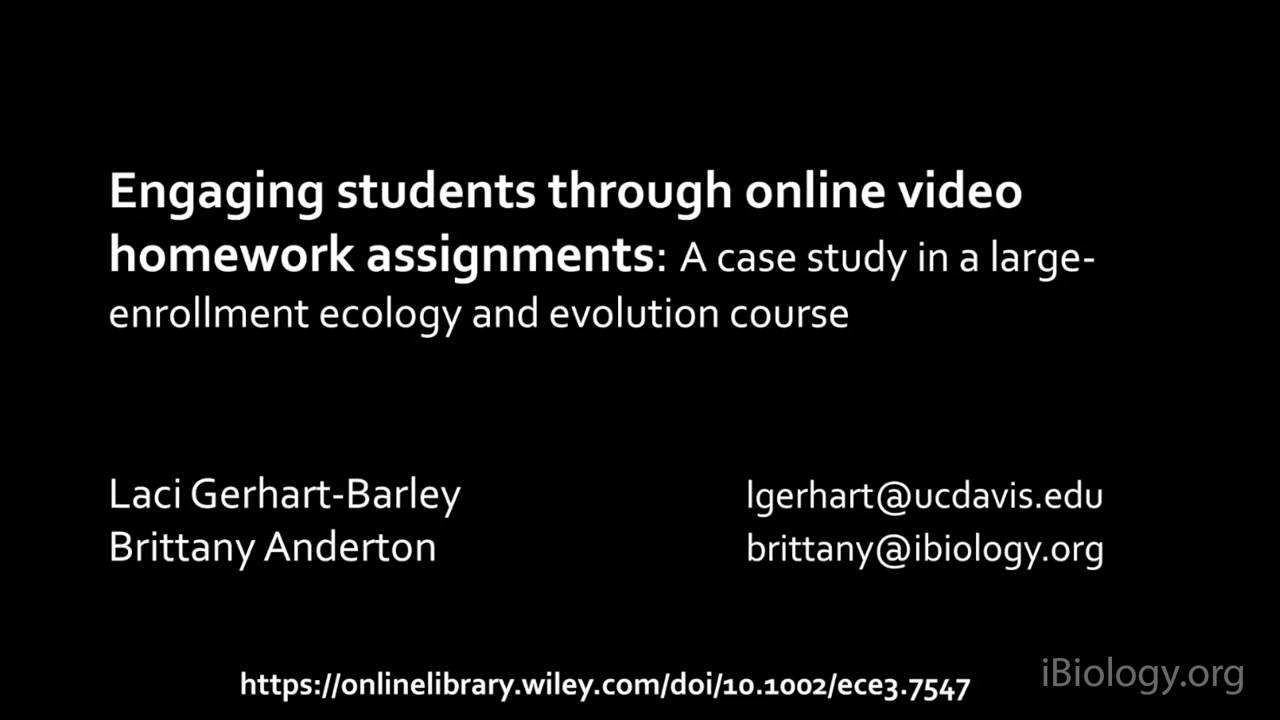 Engaging students through online video
homework assignments: A case study in a large-
enrollment ecology and evolution course
Laci Gerhart-Barley
lgerhart@ucdavis.edu
Brittany Anderton
brittany@ibiology.org
https://onlinelibrary.wiley.com/doi/10.1002/ece3.7547
iBiology.org